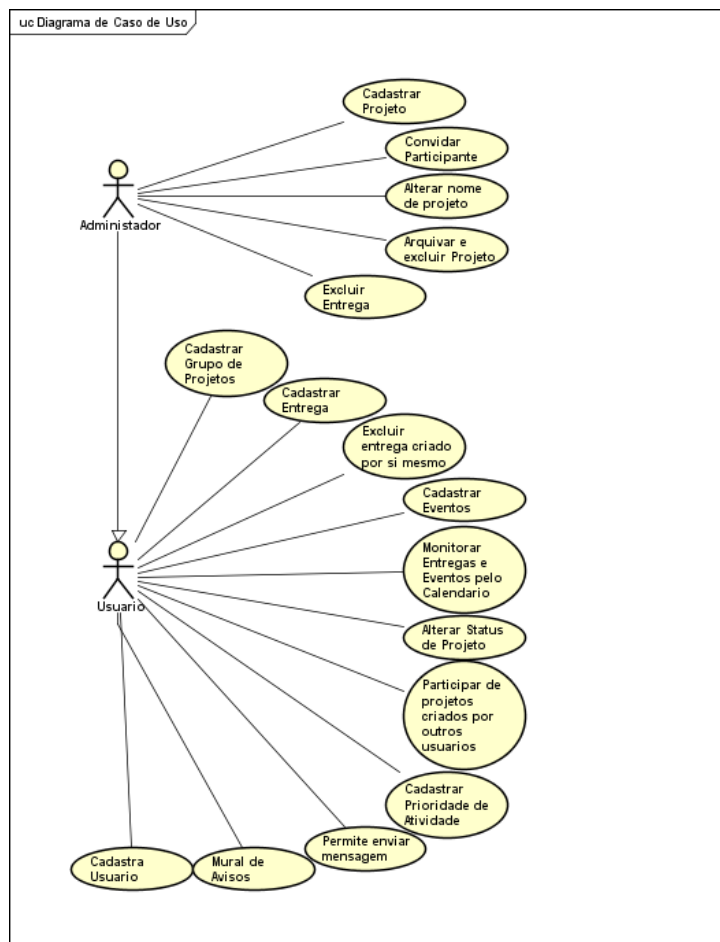 uc Diagrama de Caso de Uso
Cadastrar
Projeto
Convidar
Participante
Alterar nome
de projeto
Arquivar e
excluir Projeto
Excluir
Entrega
Administador
Cadastrar
Grupo de
Projetos
Cadastrar
Entrega
Excluir
entrega criado
por si mesmo
Cadastrar
Eventos
Monitorar
Entregas e
Eventos pelo
Calendario
Usuario
Alterar Status
de Projeto
Participar de
projetos
criados por
outros
usuarios
Cadastrar
Prioridade de
Atividade
Permite enviar
mensagem
Mural de
Avisos
Cadastra
Usuario